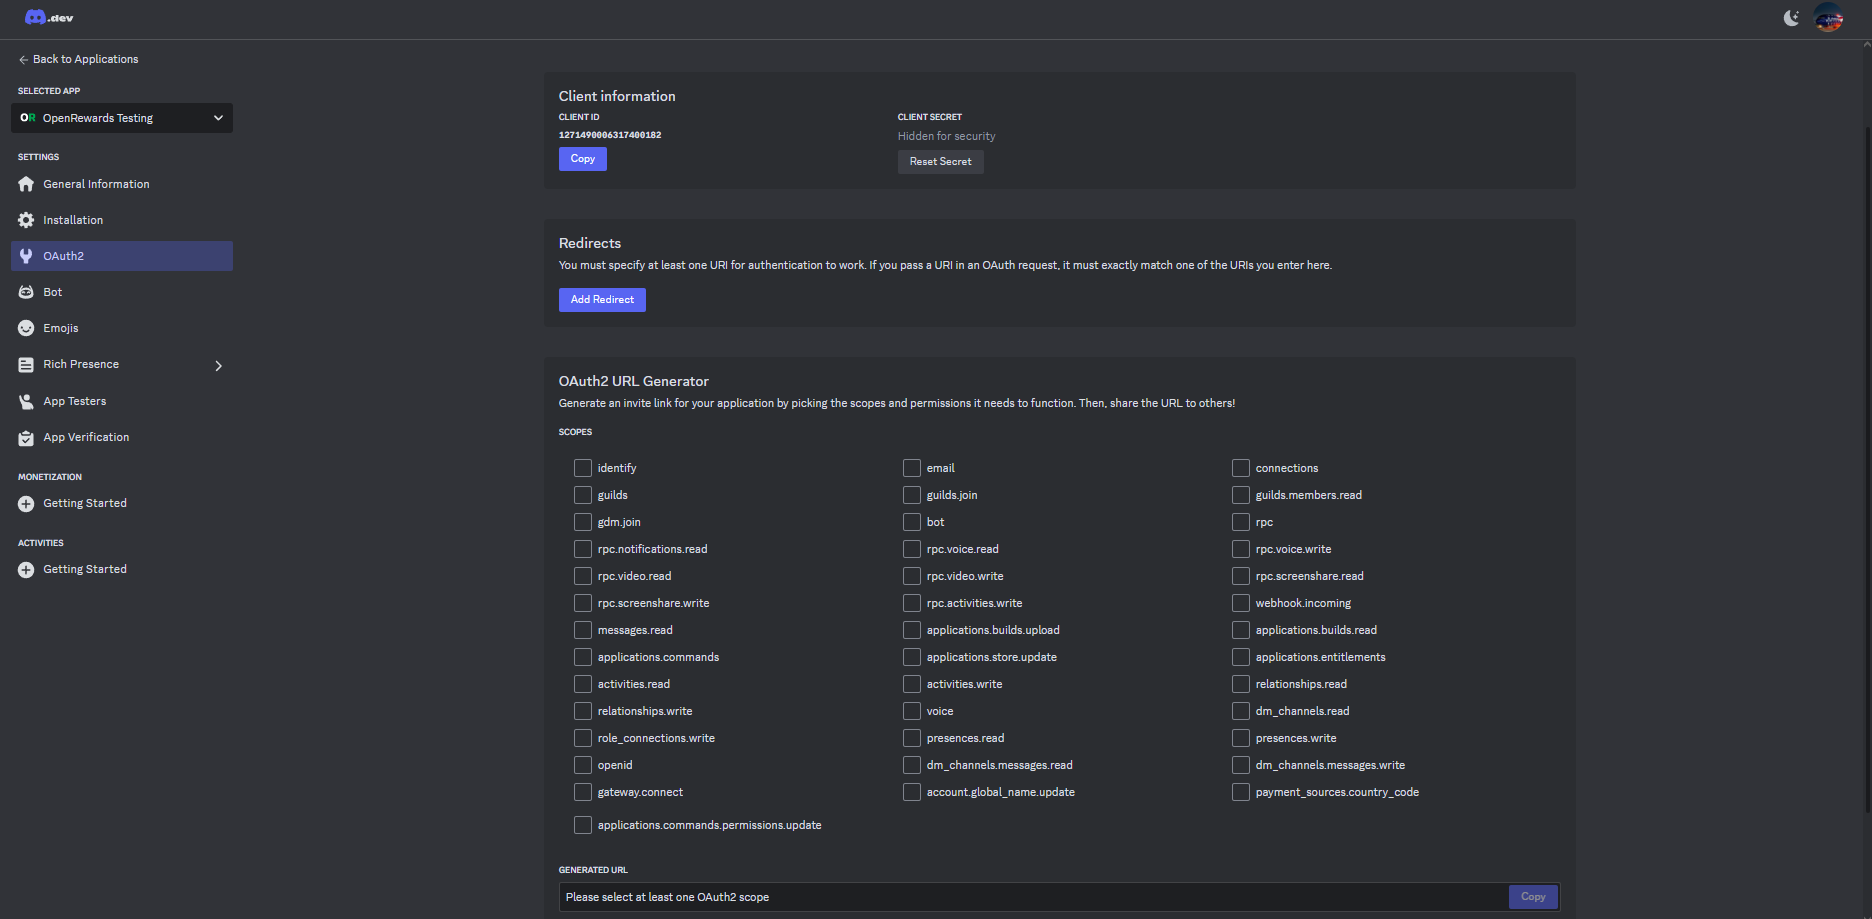 .dev
Back to Applications
SELECTED APP
OR OpenRewards Testing
SETTINGS
General Information
Installation
OAuth2
Bot
Emojis
Rich Presence
App Testers
App Verification
MONETIZATION
Getting Started
ACTIVITIES
Getting Started
Client information
CLIENT ID
1271490006317400182
Copy
CLIENT SECRET
Hidden for security
Reset Secret
Redirects
You must specify at least one URI for authentication to work. If you pass a URI in an OAuth request, it must exactly match one of the URIs you enter here.
Add Redirect
OAuth2 URL Generator
Generate an invite link for your application by picking the scopes and permissions it needs to function. Then, share the URL to others!
SCOPES
identify email connections
guilds guilds.join guilds.members.read
gdm.join bot rpc
rpc.notifications.read rpc.voice.read rpc.voice.write
rpc.video.read rpc.video.write rpc.screenshare.read
rpc.screenshare.write rpc.activities.write webhook.incoming
messages.read applications.builds.upload applications.builds.read
applications.commands applications.store.update applications.entitlements
activities.read activities.write relationships.read
relationships.write voice dm_channels.read
role_connections.write presences.read presences.write
openid dm_channels.messages.read dm_channels.messages.write
gateway.connect account.global_name.update payment_sources.country_code
applications.commands.permissions.update
GENERATED URL
Please select at least one OAuth2 scope Copy